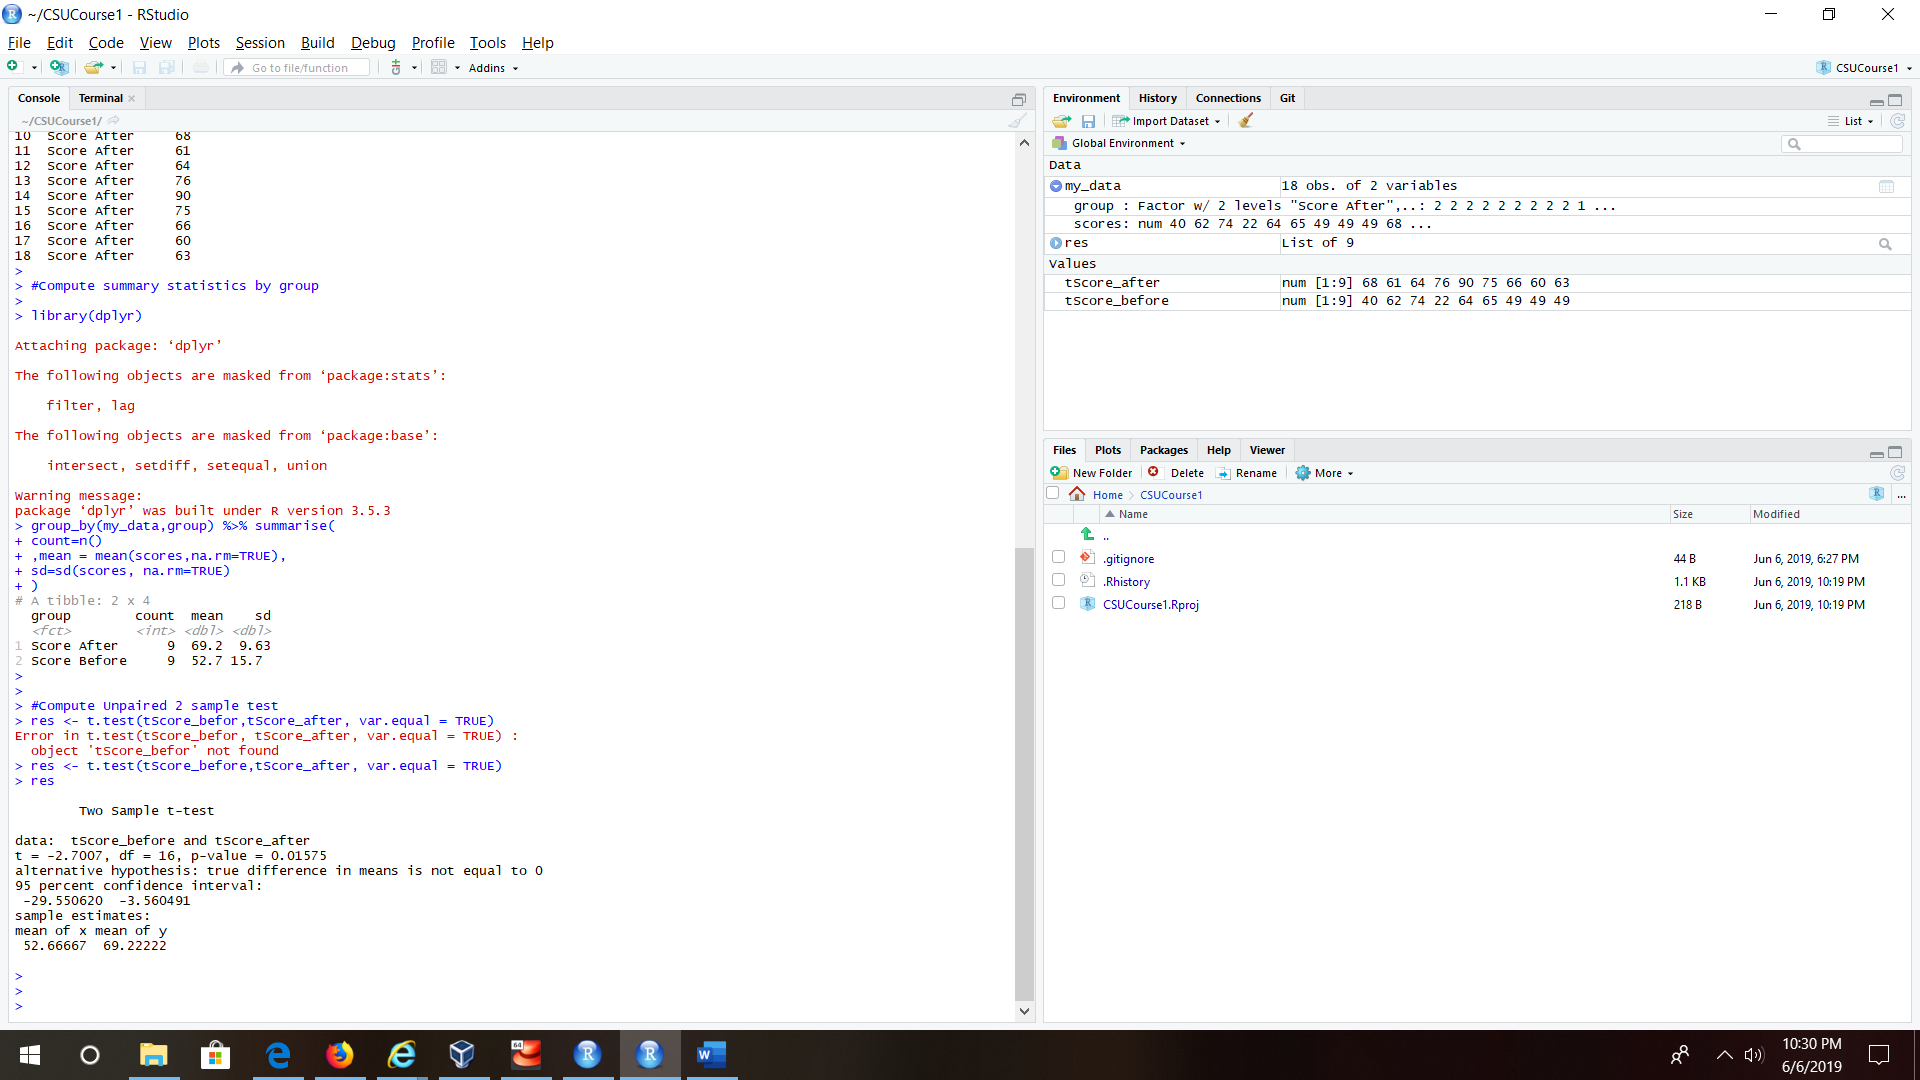 ~/CSUCourse1 - RStudio
File Edit Code View Plots Session Build Debug Profile Tools Help
Go to file/function Addins CSUCourse1
Console Terminal
~/CSUCourse1/
10 Score After 68
11 Score After 61
12 Score After 64
13 Score After 76
14 Score After 90
15 Score After 75
16 Score After 66
17 Score After 60
18 Score After 63
>
> #Compute summary statistics by group
>
> library(dplyr)
Attaching package: ‘dplyr’
The following objects are masked from ‘package:stats’:
filter, lag
The following objects are masked from ‘package:base’:
intersect, setdiff, setequal, union
Warning message:
package ‘dplyr’ was built under R version 3.5.3
> group_by(my_data,group) %>% summarise(
+ count=n()
+ ,mean = mean(scores,na.rm=TRUE),
+ sd=sd(scores, na.rm=TRUE)
+ )
# A tibble: 2 x 4
group count mean sd
<fct> <int> <dbl> <dbl>
1 Score After 9 69.2 9.63
2 Score Before 9 52.7 15.7
>
>
> #Compute Unpaired 2 sample test
> res <- t.test(tScore_befor,tScore_after, var.equal = TRUE)
Error in t.test(tScore_befor, tScore_after, var.equal = TRUE) :
object 'tScore_befor' not found
> res <- t.test(tScore_before,tScore_after, var.equal = TRUE)
> res
Two Sample t-test
data: tScore_before and tScore_after
t = -2.7007, df = 16, p-value = 0.01575
alternative hypothesis: true difference in means is not equal to 0
95 percent confidence interval:
-29.550620 -3.560491
sample estimates:
mean of x mean of y
52.66667 69.22222
>
>
>
Environment History Connections Git
Import Dataset List
Global Environment
Data
my_data 18 obs. of 2 variables
group : Factor w/ 2 levels "Score After",..: 2 2 2 2 2 2 2 2 2 1 ...
scores: num 40 62 74 22 64 65 49 49 49 68 ...
res List of 9
Values
tScore_after num [1:9] 68 61 64 76 90 75 66 60 63
tScore_before num [1:9] 40 62 74 22 64 65 49 49 49
Files Plots Packages Help Viewer
New Folder Delete Rename More
Home CSUCourse1 ...
Name Size Modified
..
.gitignore 44 B Jun 6, 2019, 6:27 PM
.Rhistory 1.1 KB Jun 6, 2019, 10:19 PM
CSUCourse1.Rproj 218 B Jun 6, 2019, 10:19 PM
10:30 PM
6/6/2019